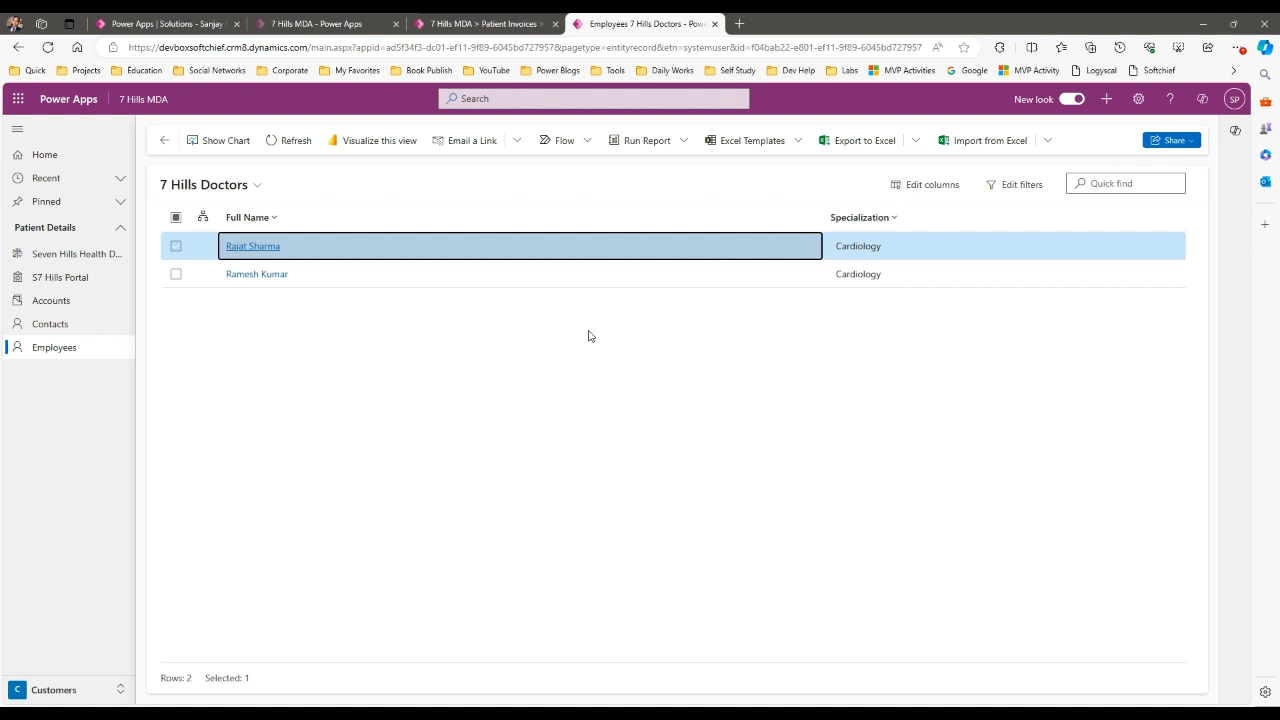 Power Apps | Solutions - Sanjay
7 Hills MDA - Power Apps
7 Hills MDA > Patient Invoices >
Employees 7 Hills Doctors - Pow
https://devboxsoftchief.crm8.dynamics.com/main.aspx?appid=ad5f34f3-dc01-ef11-9f89-6045bd727957&pagetype=entityrecord&etn=systemuser&id=f04bab22-e801-ef11-9f89-6045bd727957
Quick
Projects
Education
Social Networks
Corporate
My Favorites
Book Publish
YouTube
Power Blogs
Tools
Daily Works
Self Study
Dev Help
Labs
MVP Activities
Google
MVP Activity
Logyscal
Softchief
Power Apps
7 Hills MDA
Search
New look
SP
Show Chart
Refresh
Visualize this view
Email a Link
Flow
Run Report
Excel Templates
Export to Excel
Import from Excel
Share
Home
Recent
Pinned
Patient Details
Seven Hills Health D...
S7 Hills Portal
Accounts
Contacts
Employees
7 Hills Doctors
Edit columns
Edit filters
Quick find
Full Name
Specialization
Rajat Sharma
Cardiology
Ramesh Kumar
Cardiology
Rows: 2
Selected: 1
C
Customers